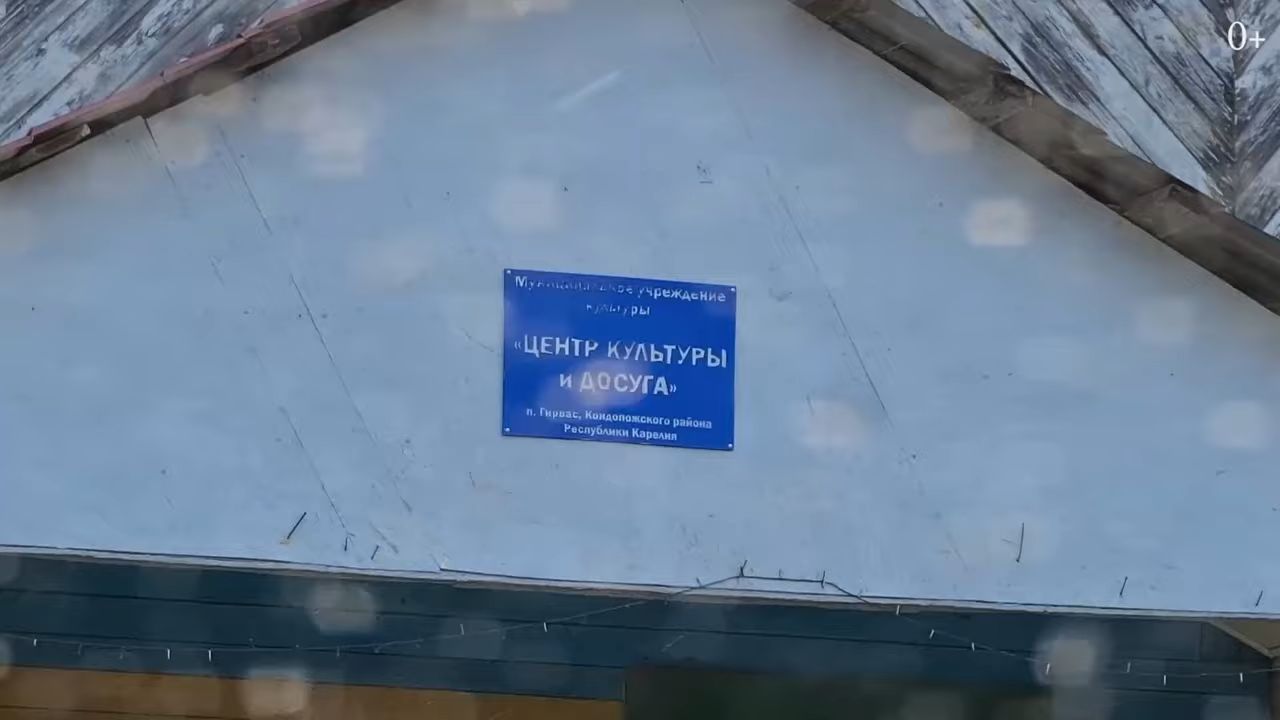 0+
Муниципальное учреждение
культуры
«ЦЕНТР КУЛЬТУРЫ
и ДОСУГА»
п. Гирвас, Кондопожского района
Республики Карелия